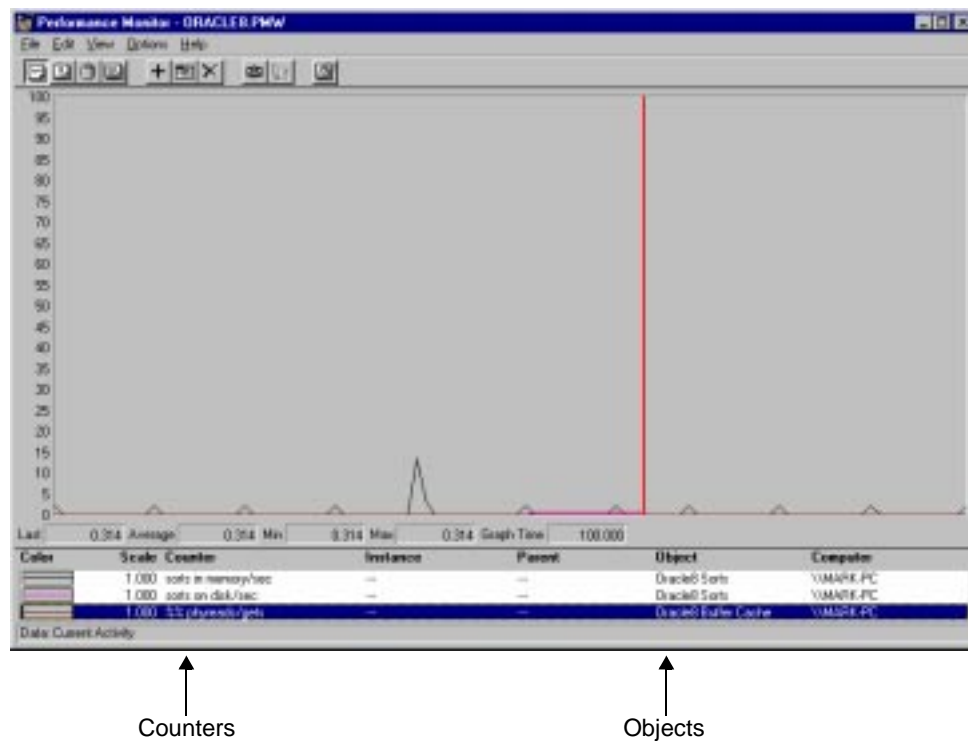 Performance Monitor - ORACLE8.PMW
File Edit View Options Help
100
95
90
85
80
75
70
65
60
55
50
45
40
35
30
25
20
15
10
5
0
Last 0.314 Average 0.314 Min 0.314 Max 0.314 Graph Time 100.000
Color Scale Counter Instance Parent Object Computer
1.000 sorts in memory/sec --- --- Oracle8 Sorts \\MARK-PC
1.000 sorts on disk/sec --- --- Oracle8 Sorts \\MARK-PC
1.000 %% phyreads/gets --- --- Oracle8 Buffer Cache \\MARK-PC
Data: Current Activity
Counters Objects